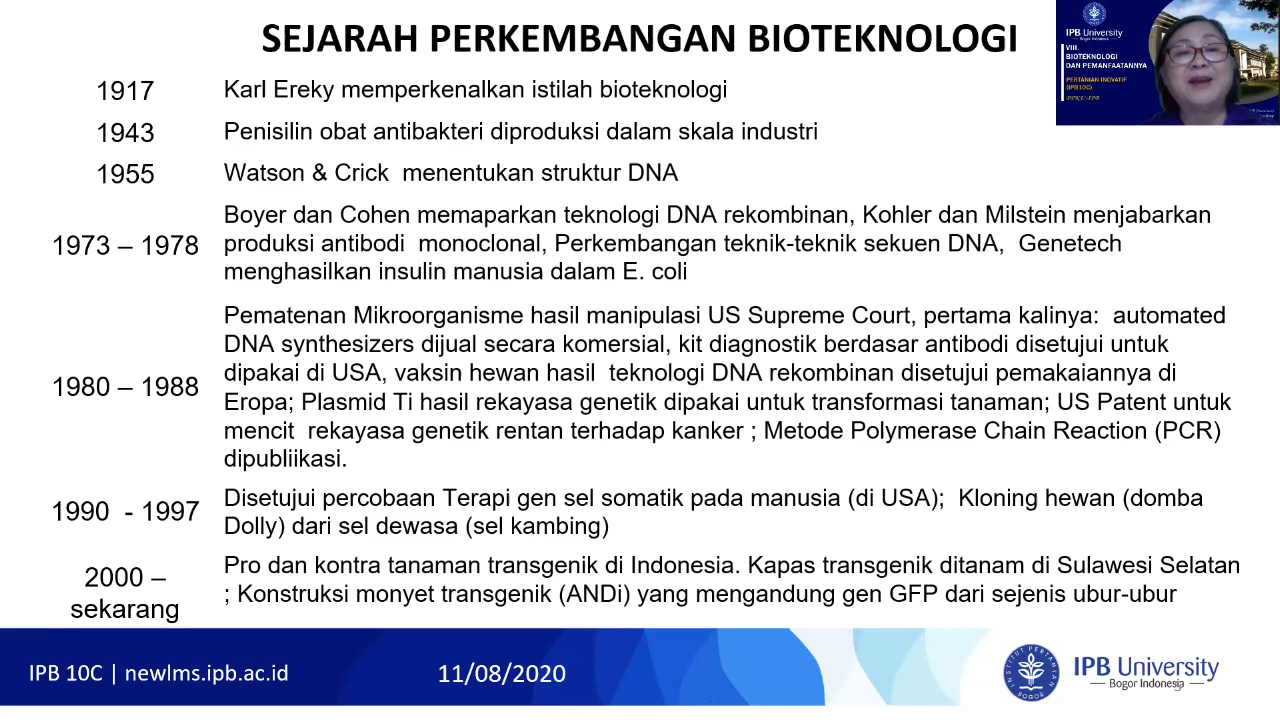 SEJARAH PERKEMBANGAN BIOTEKNOLOGI
IPB University
Bogor Indonesia
VIII.
BIOTEKNOLOGI
DAN PEMANFAATANNYA
PERTANIAN INOVATIF
(IPB10C)
1917
Karl Ereky memperkenalkan istilah bioteknologi
1943
Penisilin obat antibakteri diproduksi dalam skala industri
1955
Watson & Crick menentukan struktur DNA
1973 – 1978
Boyer dan Cohen memaparkan teknologi DNA rekombinan, Kohler dan Milstein menjabarkan
produksi antibodi monoclonal, Perkembangan teknik-teknik sekuen DNA, Genetech
menghasilkan insulin manusia dalam E. coli
1980 – 1988
Pematenan Mikroorganisme hasil manipulasi US Supreme Court, pertama kalinya: automated
DNA synthesizers dijual secara komersial, kit diagnostik berdasar antibodi disetujui untuk
dipakai di USA, vaksin hewan hasil teknologi DNA rekombinan disetujui pemakaiannya di
Eropa; Plasmid Ti hasil rekayasa genetik dipakai untuk transformasi tanaman; US Patent untuk
mencit rekayasa genetik rentan terhadap kanker ; Metode Polymerase Chain Reaction (PCR)
dipubliikasi.
1990 - 1997
Disetujui percobaan Terapi gen sel somatik pada manusia (di USA); Kloning hewan (domba
Dolly) dari sel dewasa (sel kambing)
2000 –
sekarang
Pro dan kontra tanaman transgenik di Indonesia. Kapas transgenik ditanam di Sulawesi Selatan
; Konstruksi monyet transgenik (ANDi) yang mengandung gen GFP dari sejenis ubur-ubur
IPB 10C | newlms.ipb.ac.id
11/08/2020
INSTITUT PERTANIAN
BOGOR
IPB University
Bogor Indonesia